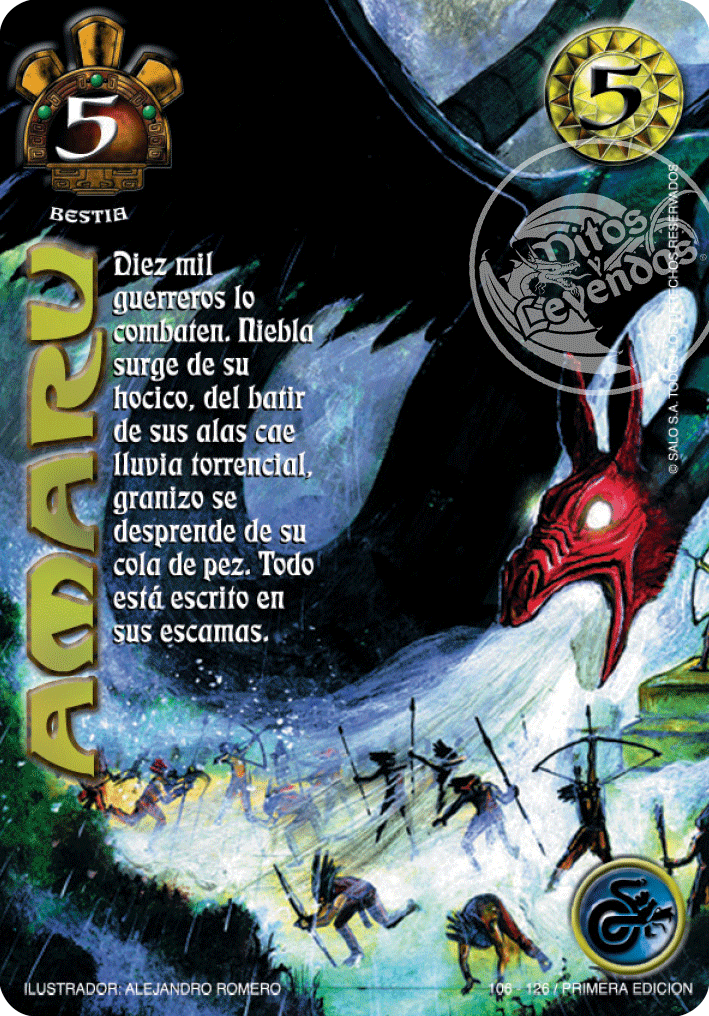 5
5
BESTIA
AMARU
Diez mil
guerreros lo
combaten. Niebla
surge de su
hocico, del batir
de sus alas cae
lluvia torrencial,
granizo se
desprende de su
cola de pez. Todo
está escrito en
sus escamas.
Mitos
y
Leyendas
© SALO S.A. TODOS LOS DERECHOS RESERVADOS
ILUSTRADOR: ALEJANDRO ROMERO
106 - 126 / PRIMERA EDICION